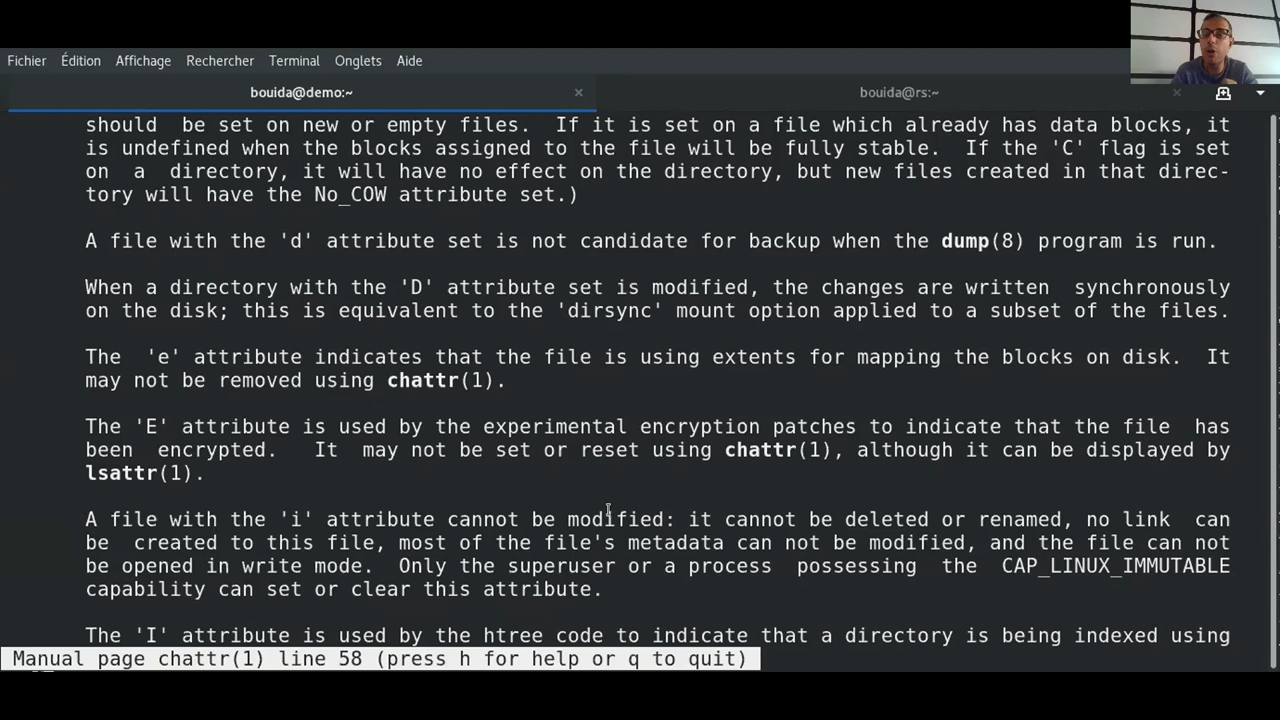 Fichier Édition Affichage Rechercher Terminal Onglets Aide
bouida@demo:~ × bouida@rs:~ ×
should be set on new or empty files. If it is set on a file which already has data blocks, it
is undefined when the blocks assigned to the file will be fully stable. If the 'C' flag is set
on a directory, it will have no effect on the directory, but new files created in that direc-
tory will have the No_COW attribute set.)
A file with the 'd' attribute set is not candidate for backup when the dump(8) program is run.
When a directory with the 'D' attribute set is modified, the changes are written synchronously
on the disk; this is equivalent to the 'dirsync' mount option applied to a subset of the files.
The 'e' attribute indicates that the file is using extents for mapping the blocks on disk. It
may not be removed using chattr(1).
The 'E' attribute is used by the experimental encryption patches to indicate that the file has
been encrypted. It may not be set or reset using chattr(1), although it can be displayed by
lsattr(1).
A file with the 'i' attribute cannot be modified: it cannot be deleted or renamed, no link can
be created to this file, most of the file's metadata can not be modified, and the file can not
be opened in write mode. Only the superuser or a process possessing the CAP_LINUX_IMMUTABLE
capability can set or clear this attribute.
The 'I' attribute is used by the htree code to indicate that a directory is being indexed using
Manual page chattr(1) line 58 (press h for help or q to quit)